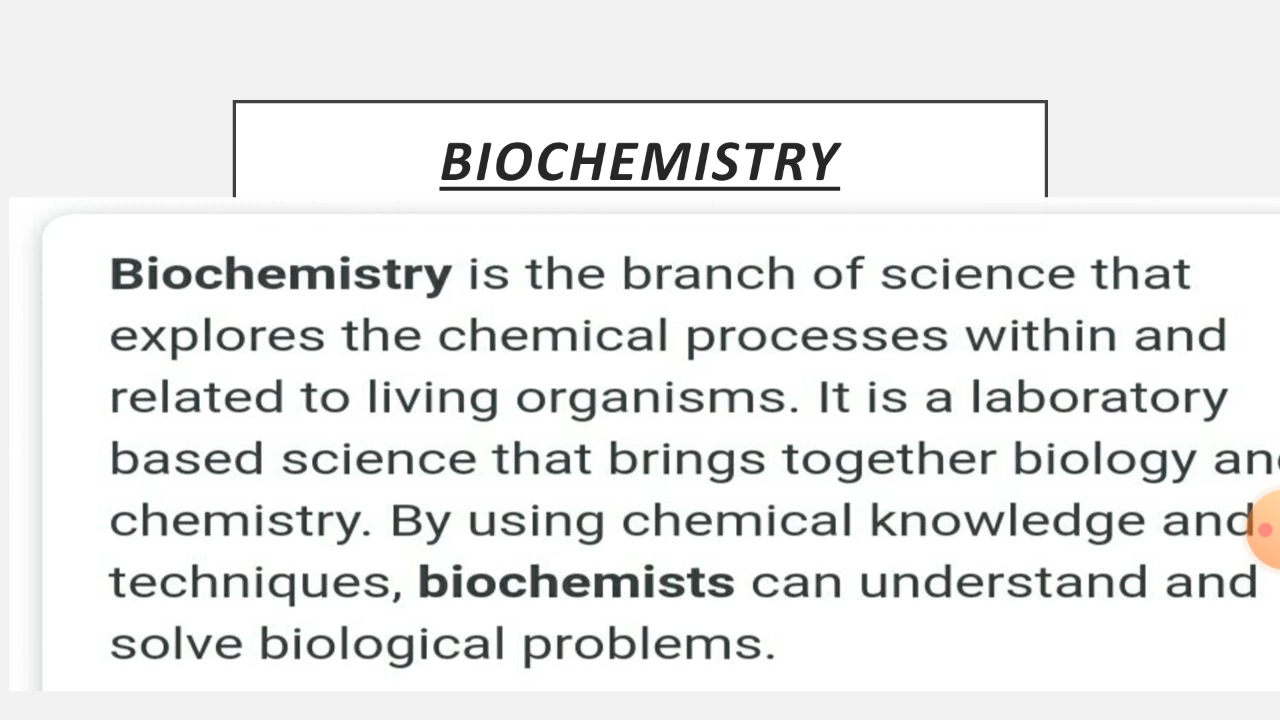 BIOCHEMISTRY
Biochemistry is the branch of science that
explores the chemical processes within and
related to living organisms. It is a laboratory
based science that brings together biology an
chemistry. By using chemical knowledge and
techniques, biochemists can understand and
solve biological problems.